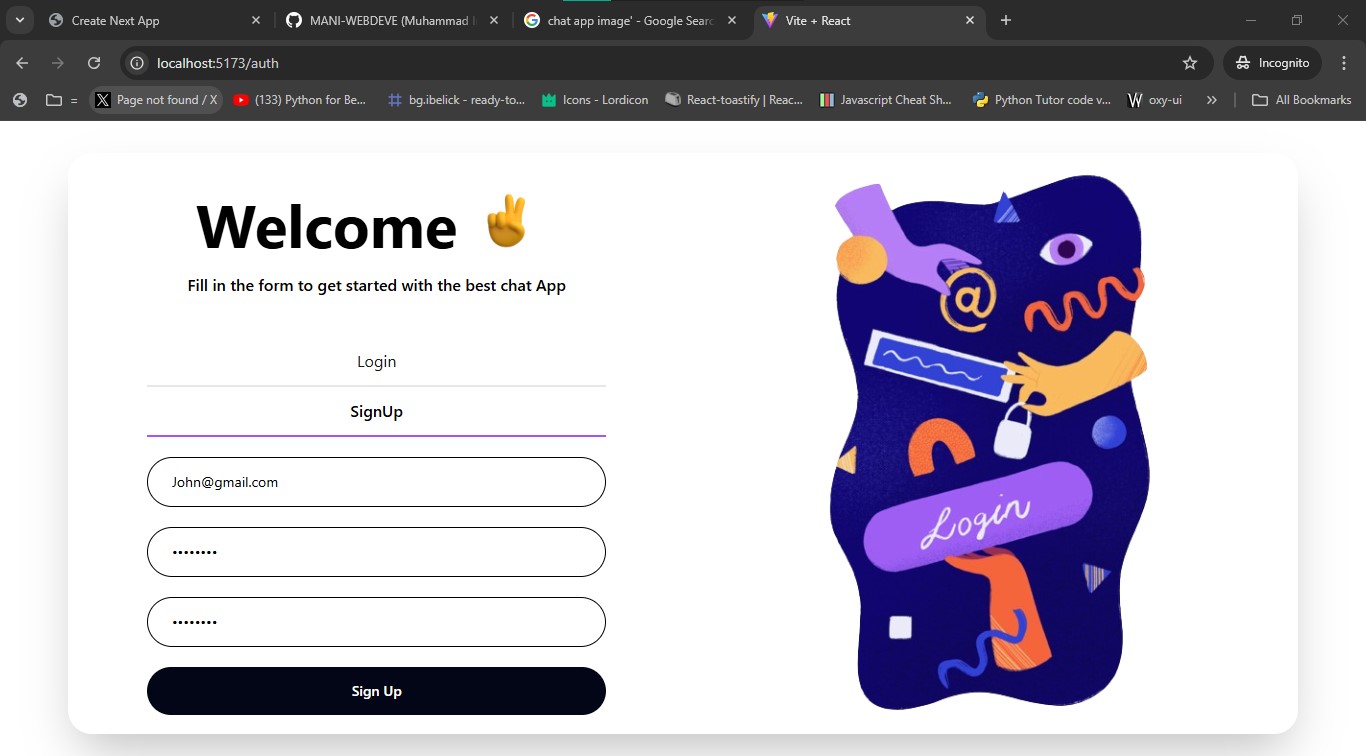 Create Next App
MANI-WEBDEVE (Muhammad
chat app image' - Google Searc
Vite + React
localhost:5173/auth
Incognito
=
Page not found / X
(133) Python for Be...
bg.ibelick - ready-to...
Icons - Lordicon
React-toastify | Reac...
Javascript Cheat Sh...
Python Tutor code v...
oxy-ui
All Bookmarks
Welcome ✌️
Fill in the form to get started with the best chat App
Login
SignUp
John@gmail.com
••••••••
••••••••
Sign Up
@
Login